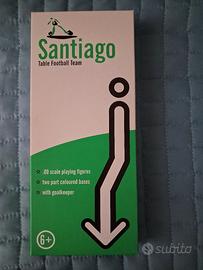 Santiago
Table Football Team
.00 scale playing figures
two part coloured bases
with goalkeeper
6+
subito